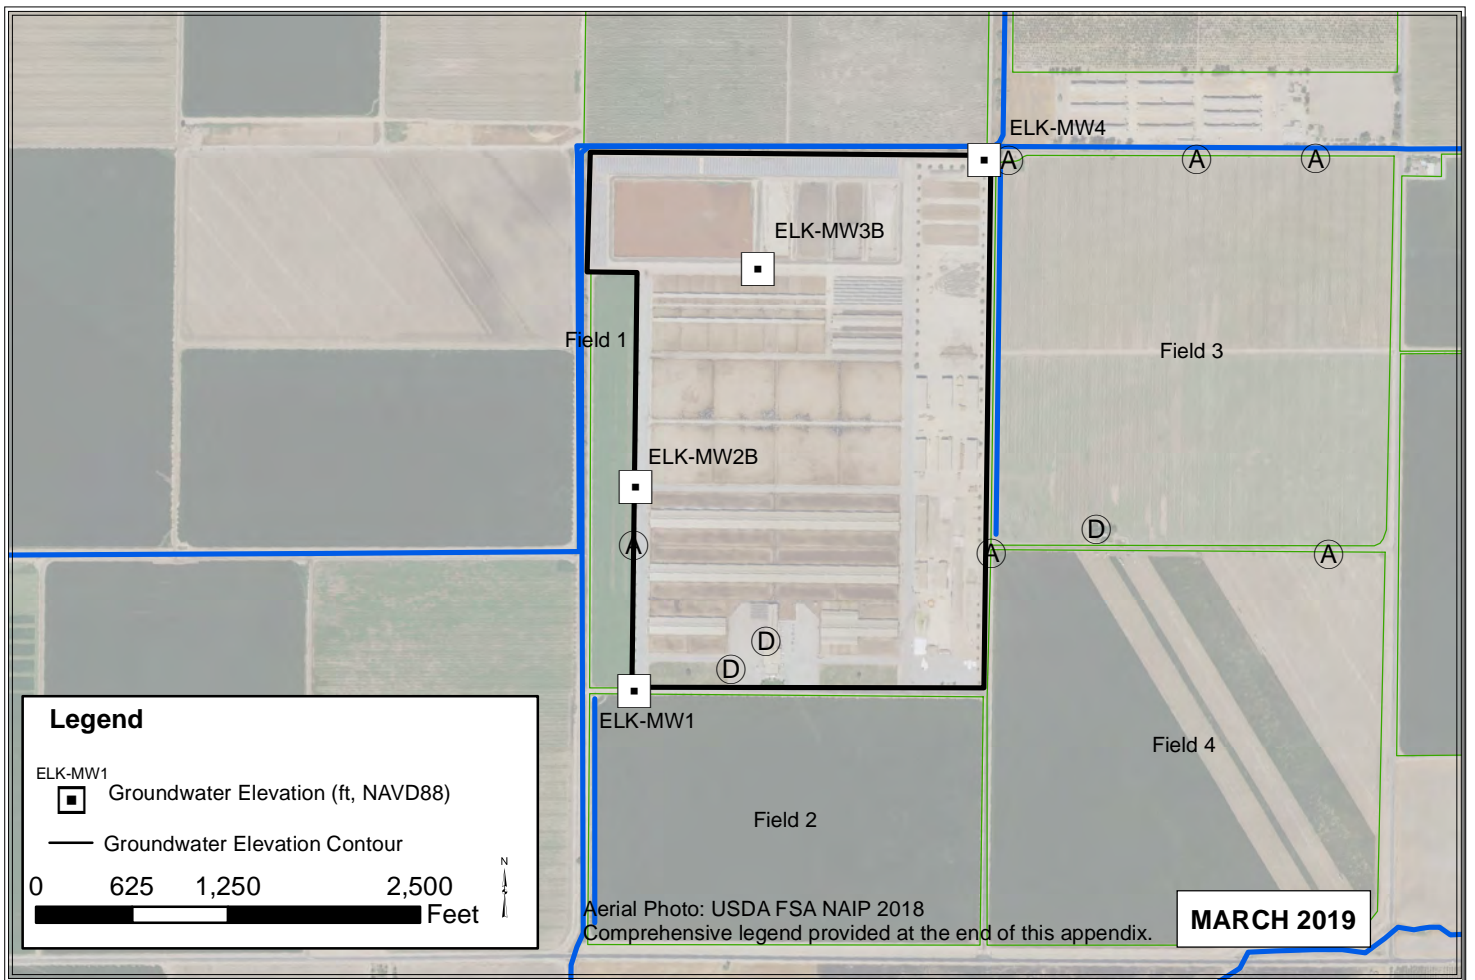 ELK-MW4
A
A
A
ELK-MW3B
Field 1
Field 3
ELK-MW2B
D
A
A
A
D
D
ELK-MW1
Field 4
Field 2
Legend
ELK-MW1
Groundwater Elevation (ft, NAVD88)
Groundwater Elevation Contour
N
0 625 1,250 2,500
Feet
Aerial Photo: USDA FSA NAIP 2018
Comprehensive legend provided at the end of this appendix.
MARCH 2019